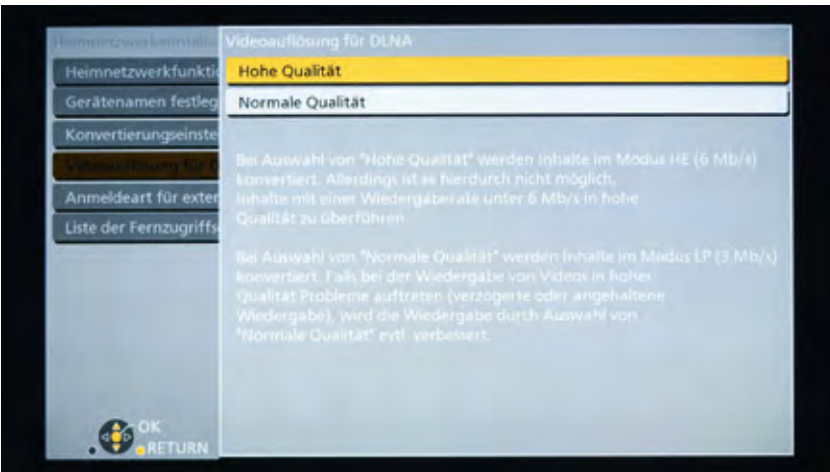 Videoauflösung für DLNA
Heimnetzwerkfunktio
Hohe Qualität
Gerätenamen festleg
Normale Qualität
Konvertierungseinste
Anmeldeart für exter
Liste der Fernzugriffs
Bei Auswahl von "Hohe Qualität" werden Inhalte im Modus HE (6 Mb/s)
konvertiert. Allerdings ist es hierdurch nicht möglich,
Inhalte mit einer Wiedergaberate unter 6 Mb/s in hohe
Qualität zu überführen.
Bei Auswahl von "Normale Qualität" werden Inhalte im Modus LP (3 Mb/s)
konvertiert. Falls bei der Wiedergabe von Videos in hoher
Qualität Probleme auftreten (verzögerte oder angehaltene
Wiedergabe), wird die Wiedergabe durch Auswahl von
"Normale Qualität" evtl. verbessert.
OK
RETURN